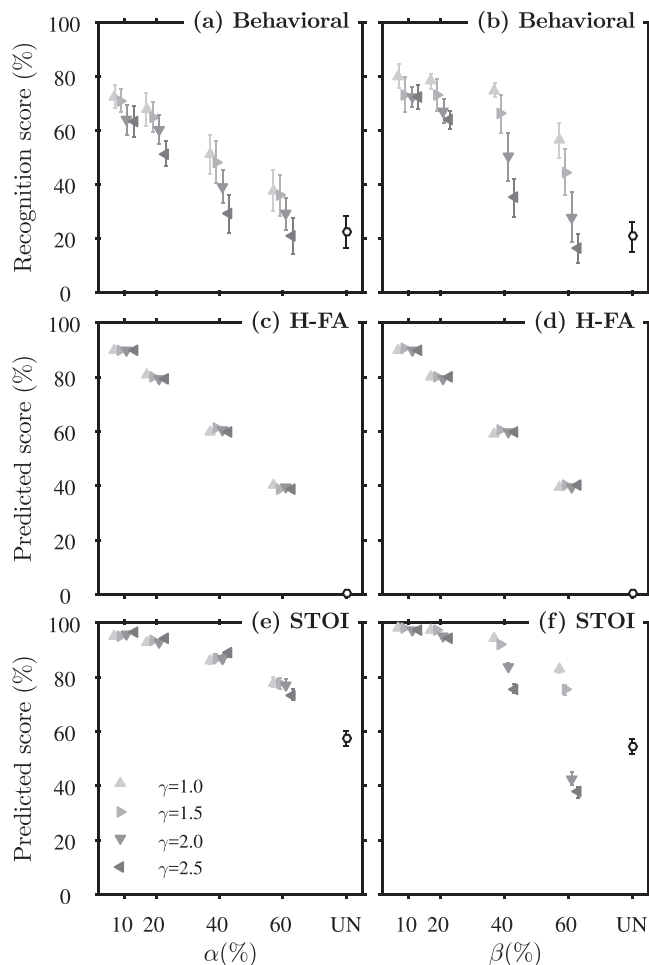 (a) Behavioral
(b) Behavioral
Recognition score (%)
100
80
60
40
20
0
(c) H-FA
(d) H-FA
Predicted score (%)
100
80
60
40
20
0
(e) STOI
(f) STOI
Predicted score (%)
100
80
60
40
20
0
γ=1.0
γ=1.5
γ=2.0
γ=2.5
10 20 40 60 UN
10 20 40 60 UN
α(%)
β(%)